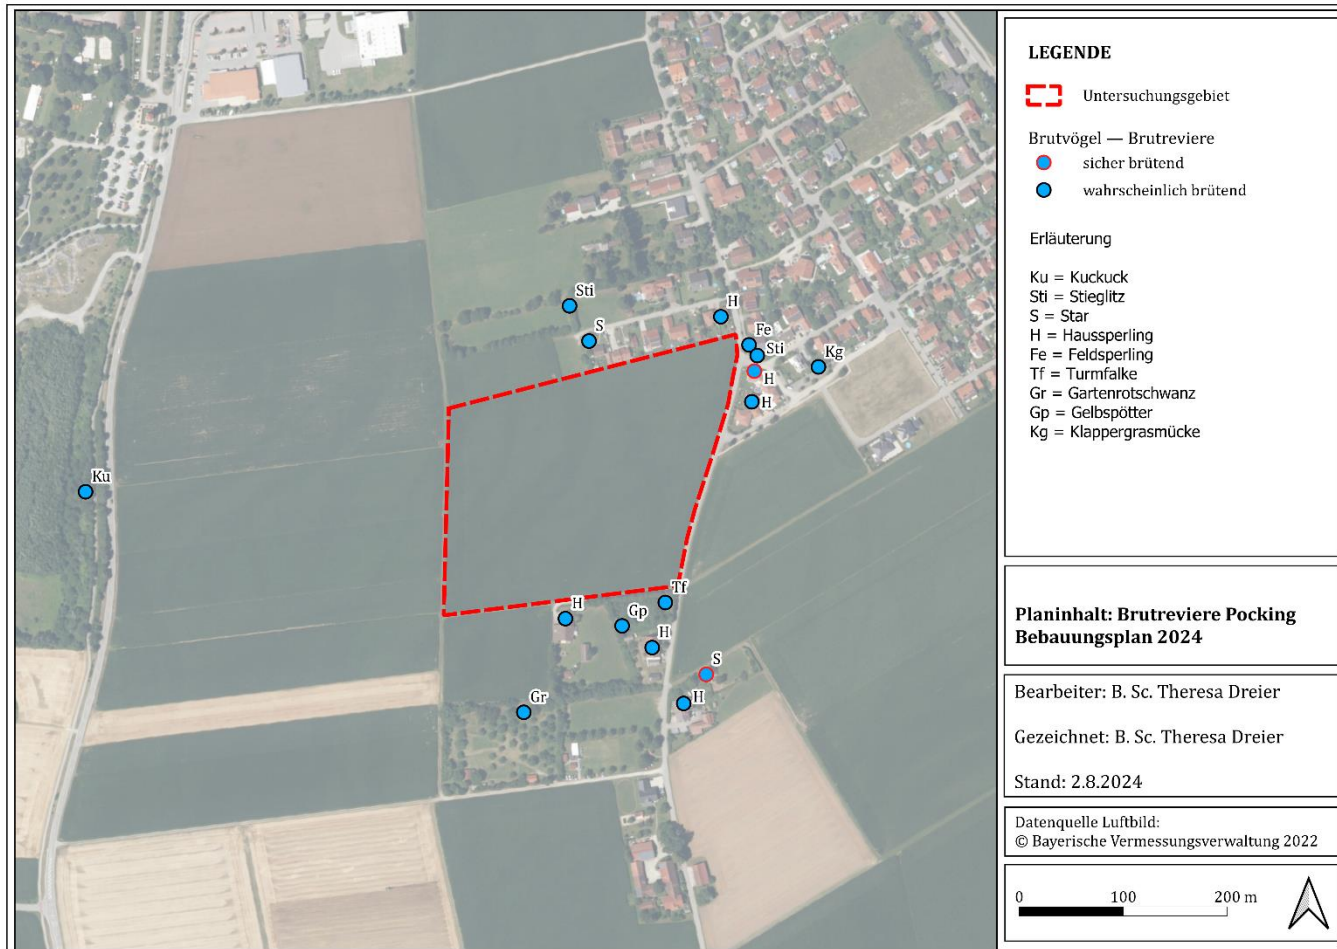 Sti
S
H
Fe
Sti
Kg
H
H
Ku
Tf
H
Gp
H
S
H
Gr
LEGENDE
Untersuchungsgebiet
Brutvögel — Brutreviere
sicher brütend
wahrscheinlich brütend
Erläuterung
Ku = Kuckuck
Sti = Stieglitz
S = Star
H = Haussperling
Fe = Feldsperling
Tf = Turmfalke
Gr = Gartenrotschwanz
Gp = Gelbspötter
Kg = Klappergrasmücke
Planinhalt: Brutreviere Pocking
Bebauungsplan 2024
Bearbeiter: B. Sc. Theresa Dreier
Gezeichnet: B. Sc. Theresa Dreier
Stand: 2.8.2024
Datenquelle Luftbild:
© Bayerische Vermessungsverwaltung 2022
0 100 200 m